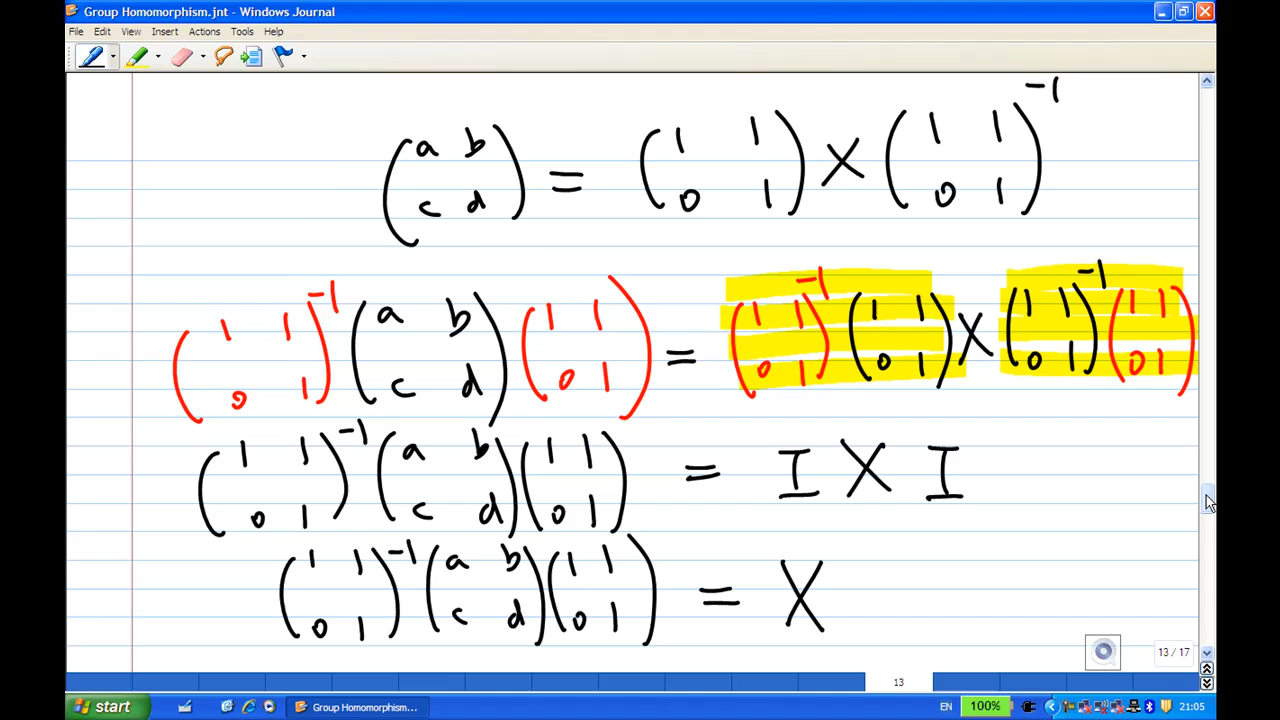 Group Homomorphism.jnt - Windows Journal
File Edit View Insert Actions Tools Help
(a b; c d) = (1 1; 0 1) X (1 1; 0 1)⁻¹
(1 1; 0 1)⁻¹ (a b; c d) (1 1; 0 1) = (1 1; 0 1)⁻¹ (1 1; 0 1) X (1 1; 0 1)⁻¹ (1 1; 0 1)
(1 1; 0 1)⁻¹ (a b; c d) (1 1; 0 1) = I X I
(1 1; 0 1)⁻¹ (a b; c d) (1 1; 0 1) = X
13 / 17
13
start Group Homomorphism... EN 100% 21:05